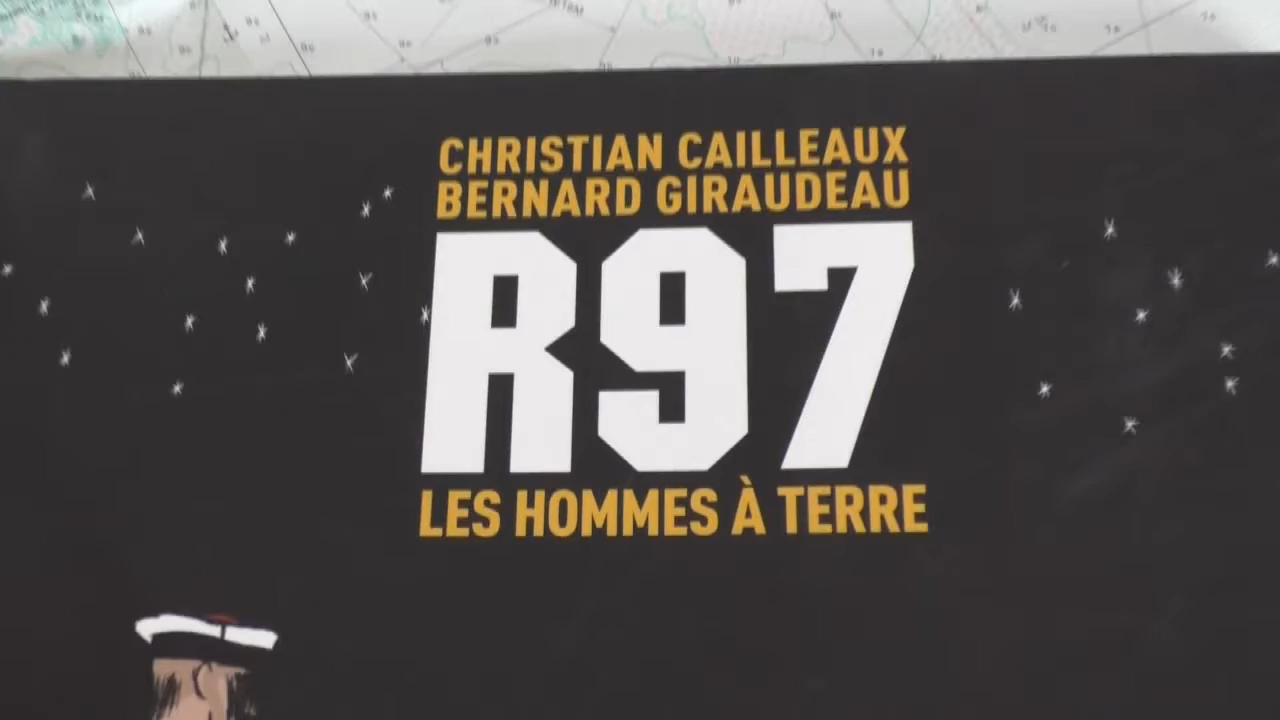 CHRISTIAN CAILLEAUX
BERNARD GIRAUDEAU
R97
LES HOMMES À TERRE